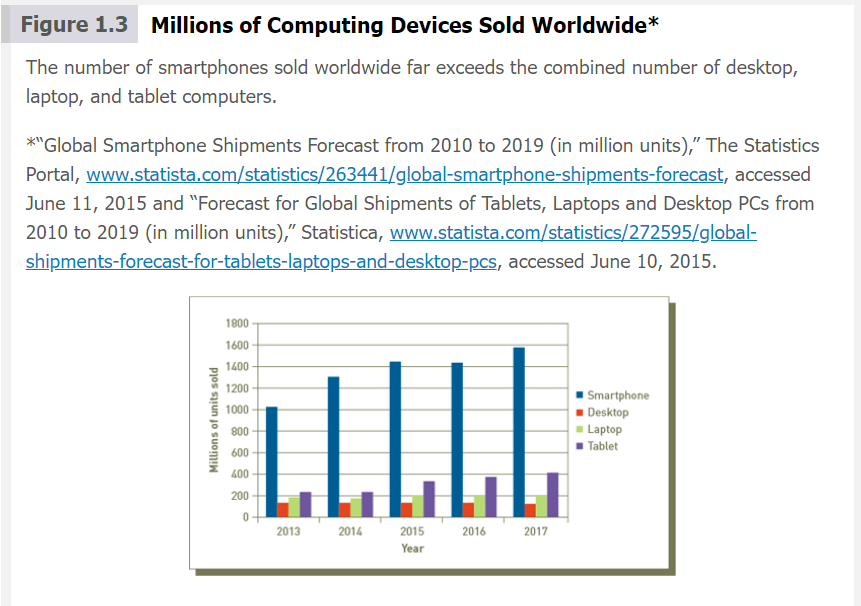 Figure 1.3 Millions of Computing Devices Sold Worldwide*
The number of smartphones sold worldwide far exceeds the combined number of desktop,
laptop, and tablet computers.
*“Global Smartphone Shipments Forecast from 2010 to 2019 (in million units),” The Statistics
Portal, www.statista.com/statistics/263441/global-smartphone-shipments-forecast, accessed
June 11, 2015 and “Forecast for Global Shipments of Tablets, Laptops and Desktop PCs from
2010 to 2019 (in million units),” Statistica, www.statista.com/statistics/272595/global-
shipments-forecast-for-tablets-laptops-and-desktop-pcs, accessed June 10, 2015.
Millions of units sold
1800
1600
1400
1200
1000
800
600
400
200
0
2013 2014 2015 2016 2017
Year
Smartphone
Desktop
Laptop
Tablet